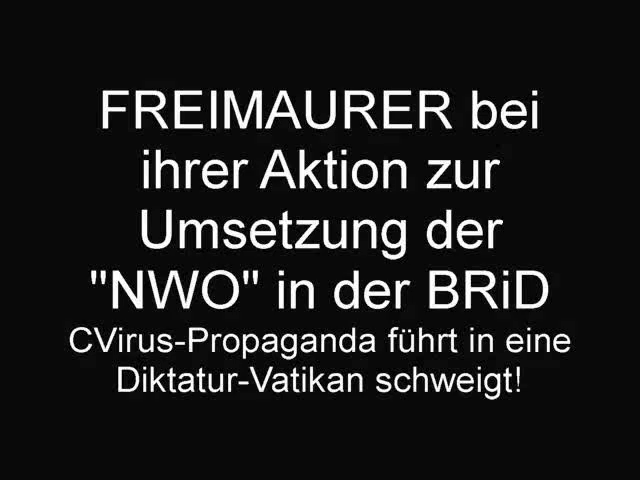 FREIMAURER bei
ihrer Aktion zur
Umsetzung der
"NWO" in der BRiD
CVirus-Propaganda führt in eine
Diktatur-Vatikan schweigt!